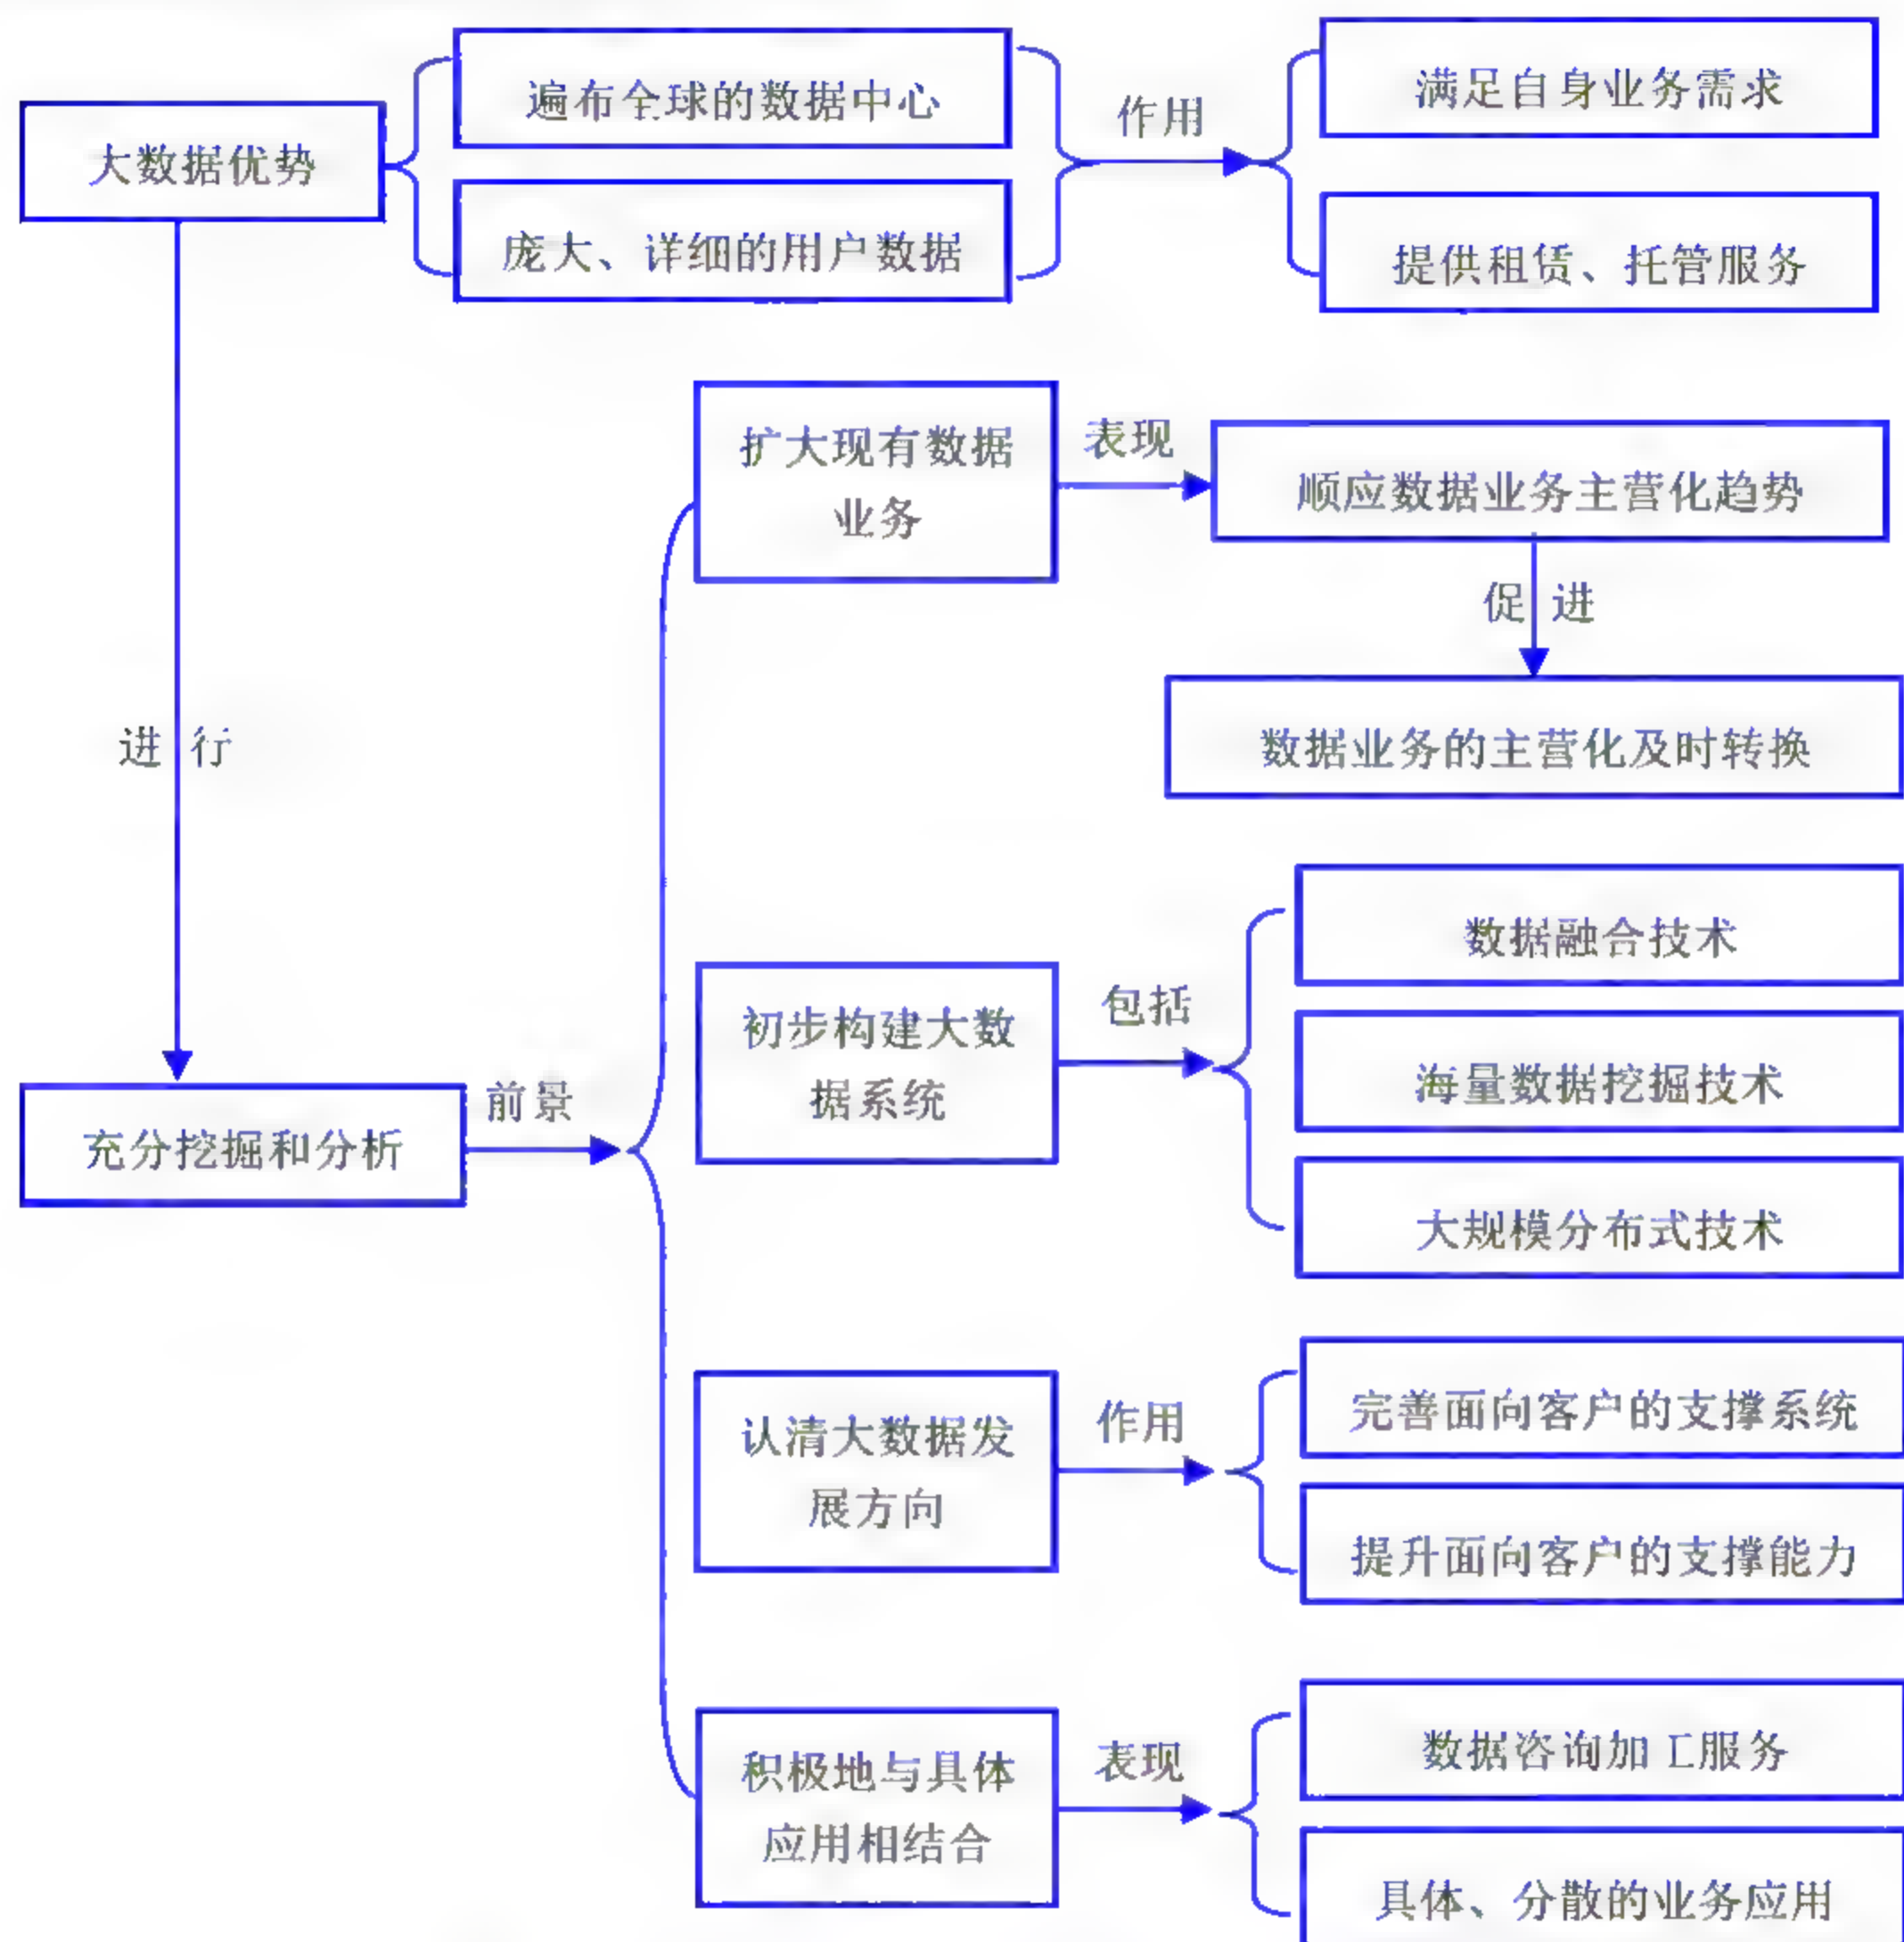 大数据优势
遍布全球的数据中心
庞大、详细的用户数据
作用
满足自身业务需求
提供租赁、托管服务
进 行
充分挖掘和分析
前景
扩大现有数据
业务
表现
顺应数据业务主营化趋势
促 进
数据业务的主营化及时转换
初步构建大数
据系统
包括
数据融合技术
海量数据挖掘技术
大规模分布式技术
认清大数据发
展方向
作用
完善面向客户的支撑系统
提升面向客户的支撑能力
积极地与具体
应用相结合
表现
数据咨询加工服务
具体、分散的业务应用